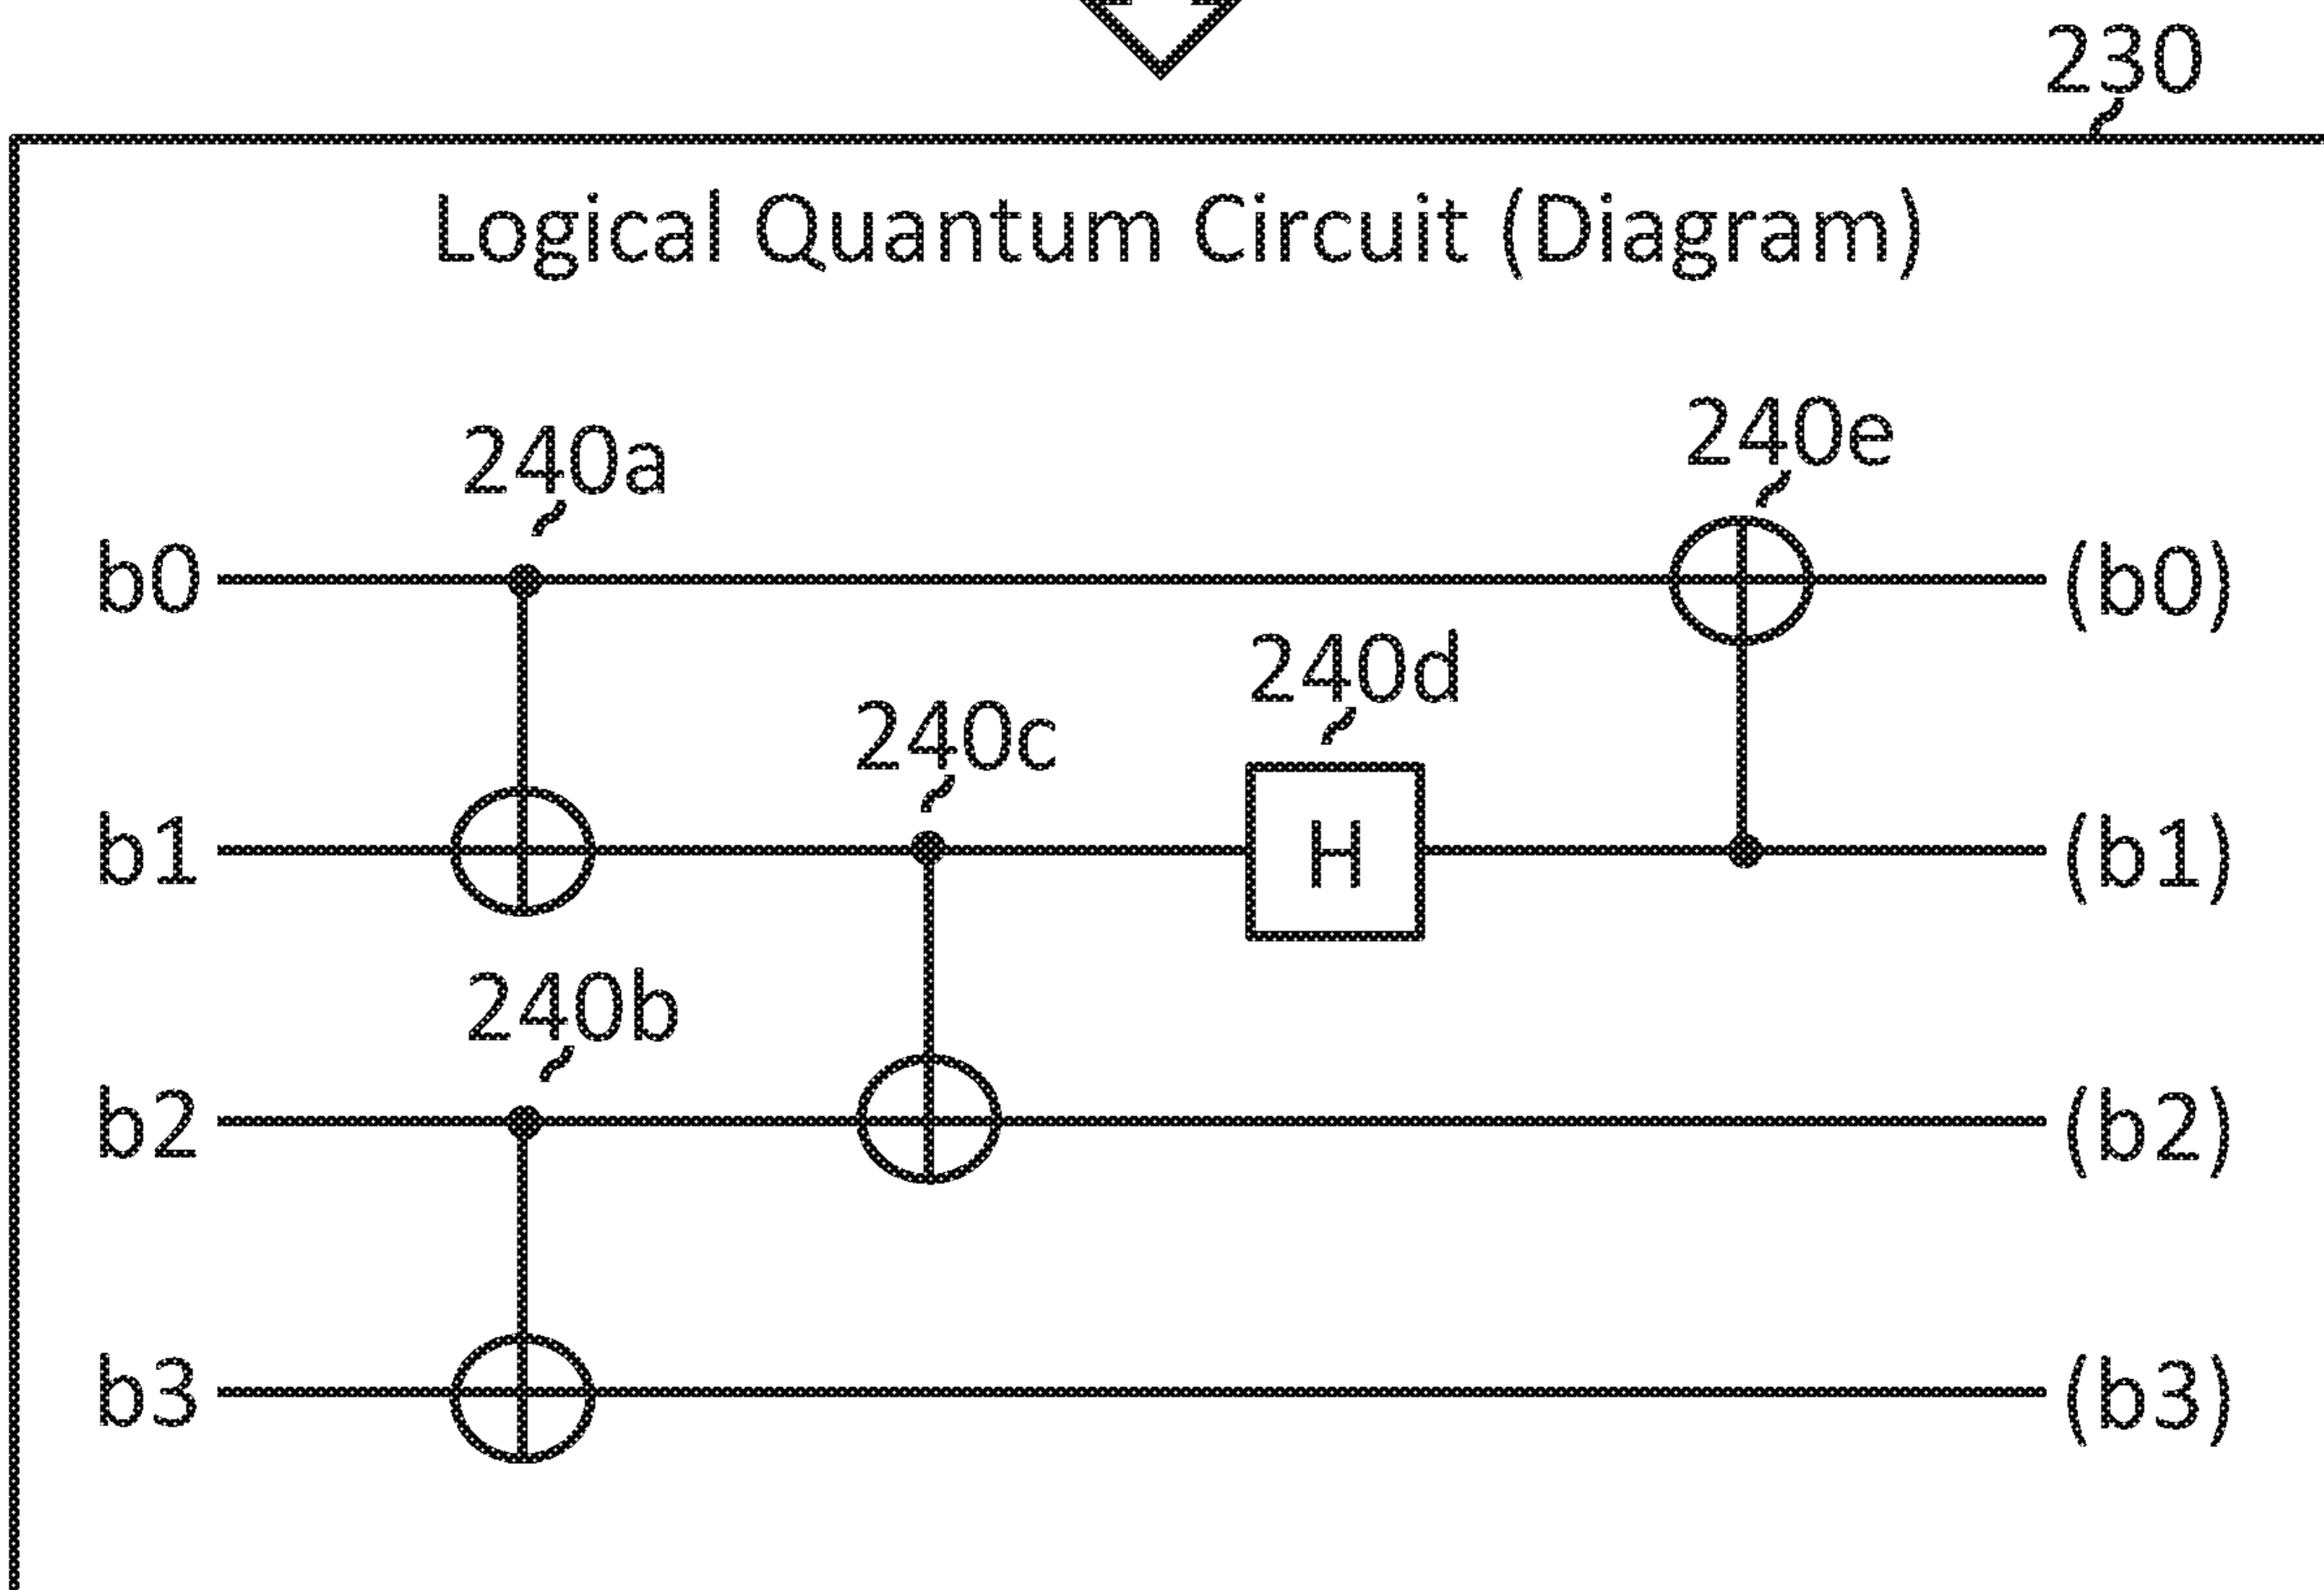 230
Logical Quantum Circuit (Diagram)
240a
240e
b0
(b0)
240d
240c
b1
H
(b1)
240b
b2
(b2)
b3
(b3)